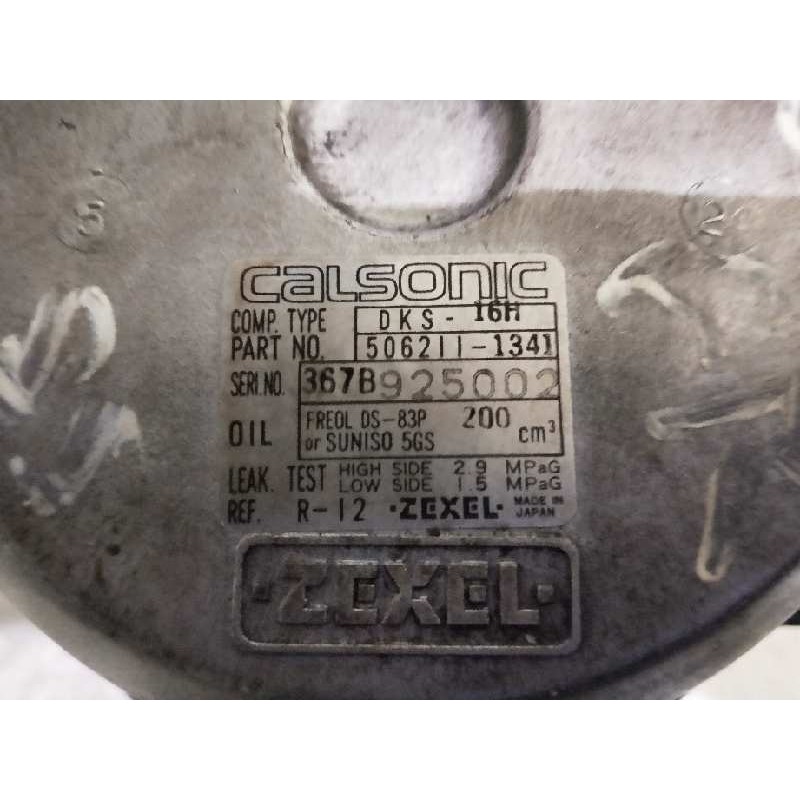 5
20
CALSONIC
COMP. TYPE DKS-16H
PART NO. 506211-1341
SERI.NO. 367B925002
OIL FREOL DS-83P or SUNISO 5GS 200 cm³
LEAK. TEST HIGH SIDE 2.9 MPaG
LOW SIDE 1.5 MPaG
REF. R-12 ·ZEXEL· MADE IN JAPAN
·ZEXEL·